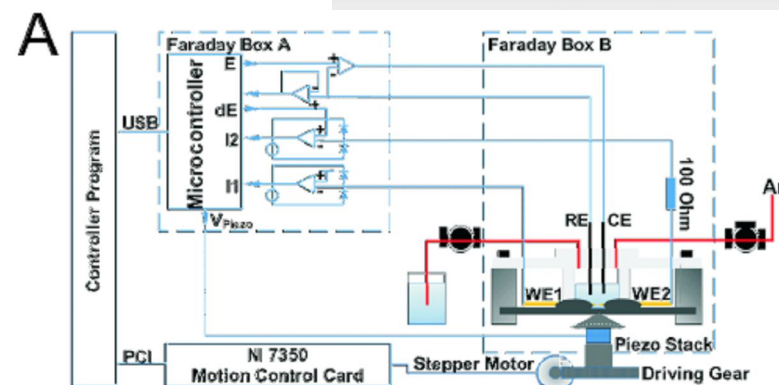 A
Faraday Box A
Faraday Box B
Controller Program
USB
Microcontroller
E
dE
I2
I1
V Piezo
100 Ohm
RE CE
WE1
WE2
Piezo Stack
PCI
NI 7350
Motion Control Card
Stepper Motor
Driving Gear